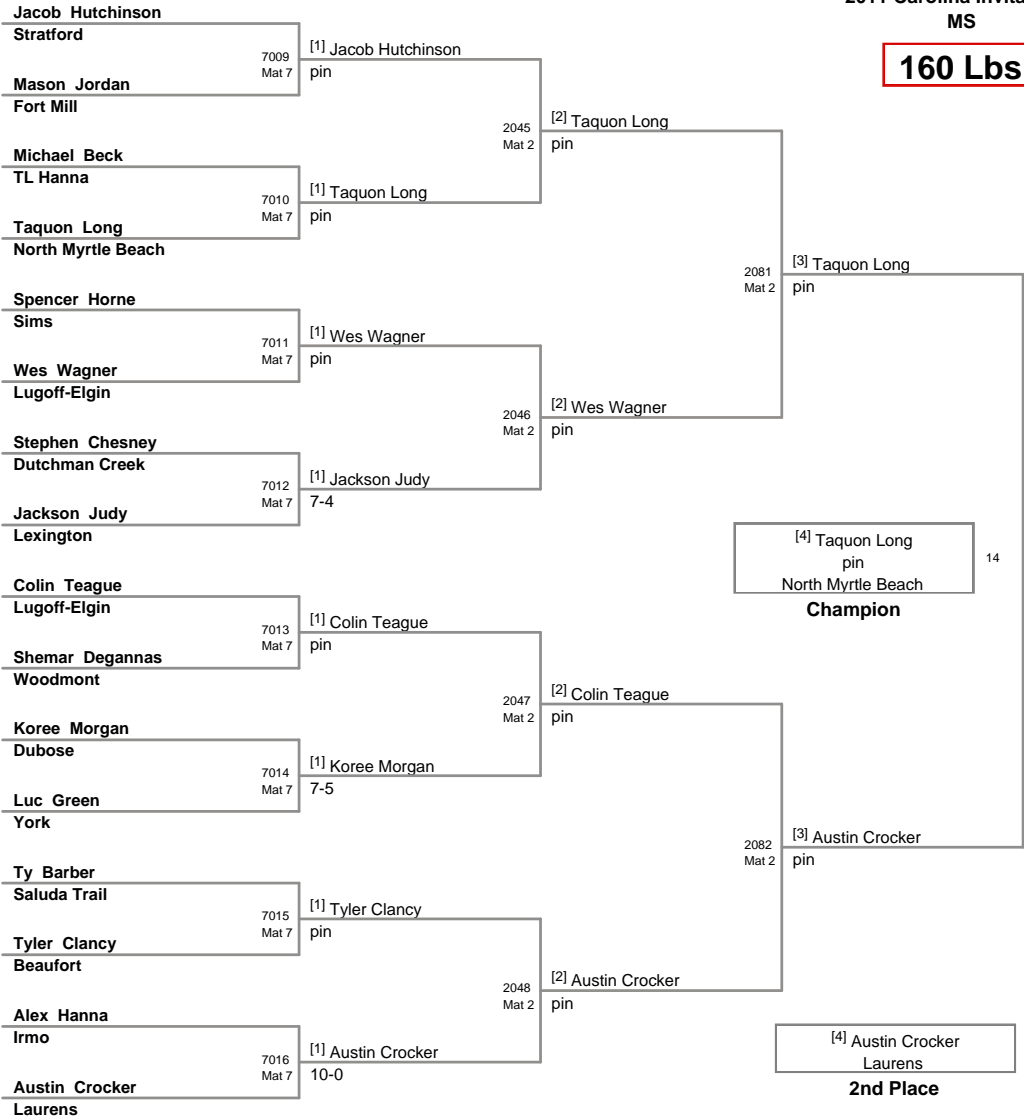 2011 Carolina Invita
MS
160 Lbs
Jacob Hutchinson
Stratford
7009
Mat 7
[1] Jacob Hutchinson
pin
Mason Jordan
Fort Mill
2045
Mat 2
[2] Taquon Long
pin
Michael Beck
TL Hanna
7010
Mat 7
[1] Taquon Long
pin
Taquon Long
North Myrtle Beach
2081
Mat 2
[3] Taquon Long
pin
Spencer Horne
Sims
7011
Mat 7
[1] Wes Wagner
pin
Wes Wagner
Lugoff-Elgin
2046
Mat 2
[2] Wes Wagner
pin
Stephen Chesney
Dutchman Creek
7012
Mat 7
[1] Jackson Judy
7-4
Jackson Judy
Lexington
[4] Taquon Long
pin
North Myrtle Beach
14
Champion
Colin Teague
Lugoff-Elgin
7013
Mat 7
[1] Colin Teague
pin
Shemar Degannas
Woodmont
2047
Mat 2
[2] Colin Teague
pin
Koree Morgan
Dubose
7014
Mat 7
[1] Koree Morgan
7-5
Luc Green
York
2082
Mat 2
[3] Austin Crocker
pin
Ty Barber
Saluda Trail
7015
Mat 7
[1] Tyler Clancy
pin
Tyler Clancy
Beaufort
2048
Mat 2
[2] Austin Crocker
pin
Alex Hanna
Irmo
7016
Mat 7
[1] Austin Crocker
10-0
Austin Crocker
Laurens
[4] Austin Crocker
Laurens
2nd Place